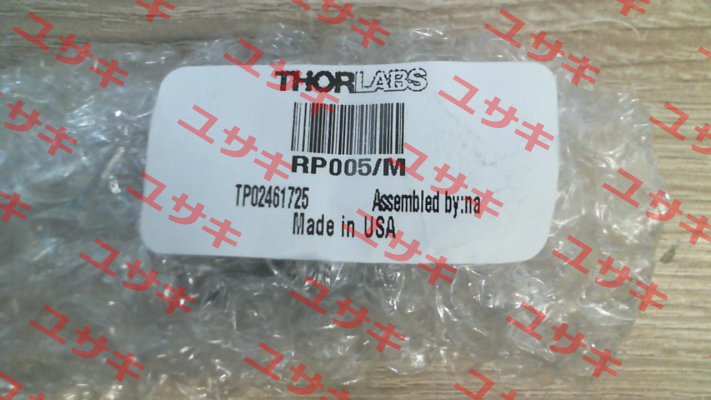 THORLABS
RP005/M
TP02461725 Assembled by:na
Made in USA
ユサキ